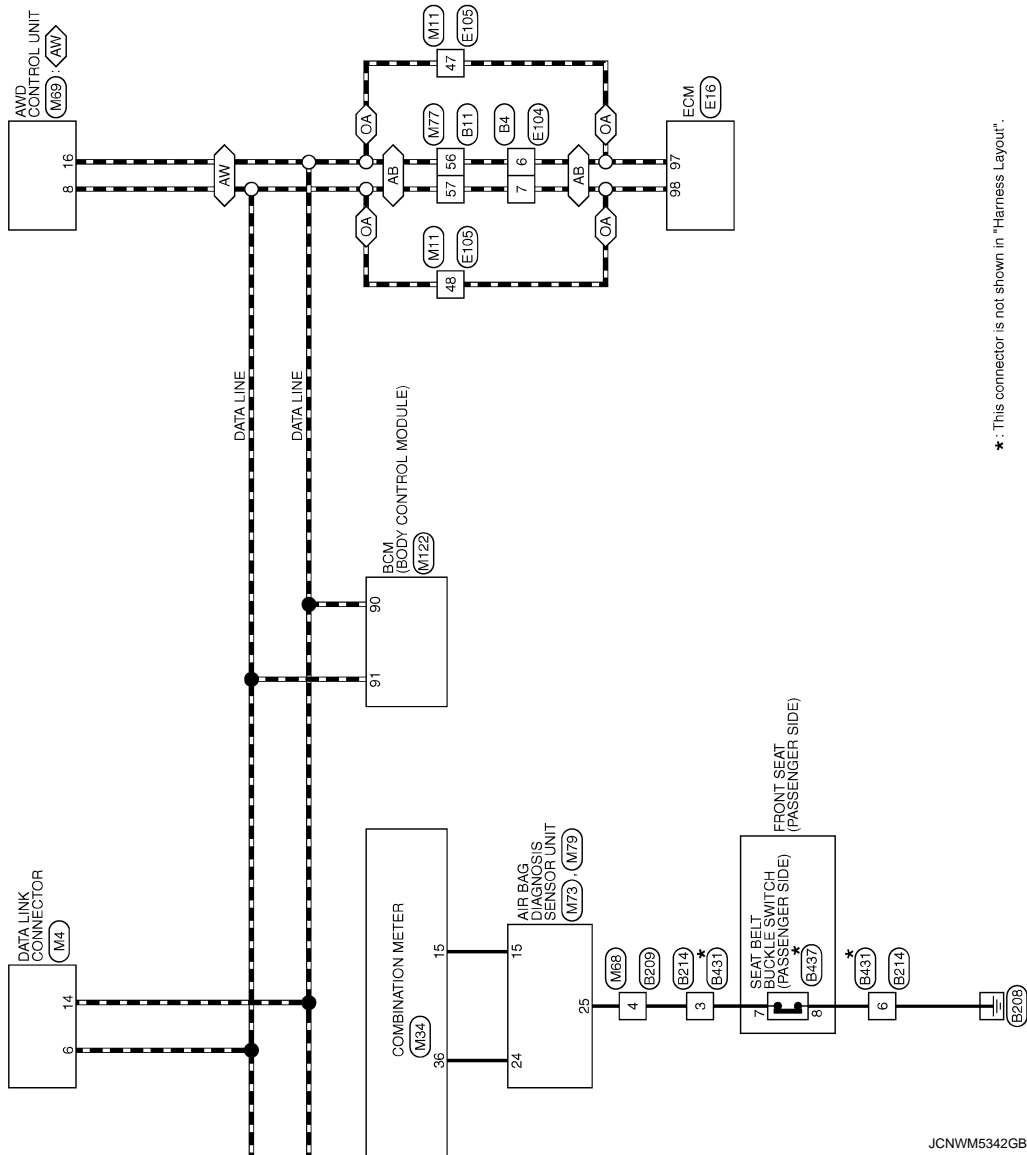 AWD
CONTROL UNIT
M69 : AW
8
16
AW
OA
AB
OA
M11
E105
47
M77
B11
56
57
B4
E104
6
7
M11
E105
48
OA
AB
OA
98
97
ECM
E16
DATA LINE
DATA LINE
BCM
(BODY CONTROL MODULE)
M122
91
90
DATA LINK
CONNECTOR
M4
6
14
COMBINATION METER
M34
36
15
AIR BAG
DIAGNOSIS
SENSOR UNIT
M73 , M79
24
15
25
M68
4
B209
B214
3
* B431
FRONT SEAT
(PASSENGER SIDE)
SEAT BELT
BUCKLE SWITCH
(PASSENGER SIDE)
* B437
7
8
* B431
6
B214
B208
* : This connector is not shown in "Harness Layout".
JCNWM5342GB